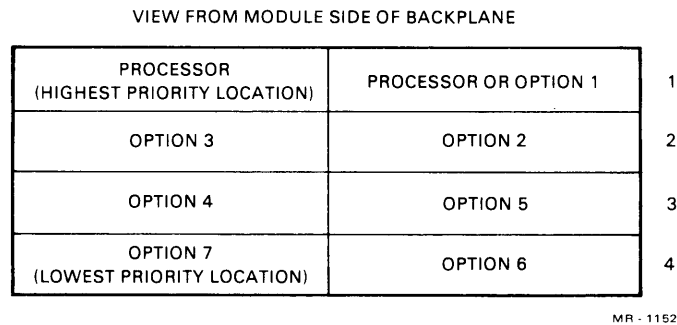 VIEW FROM MODULE SIDE OF BACKPLANE
PROCESSOR
(HIGHEST PRIORITY LOCATION)
PROCESSOR OR OPTION 1
1
OPTION 3
OPTION 2
2
OPTION 4
OPTION 5
3
OPTION 7
(LOWEST PRIORITY LOCATION)
OPTION 6
4
MR - 1152